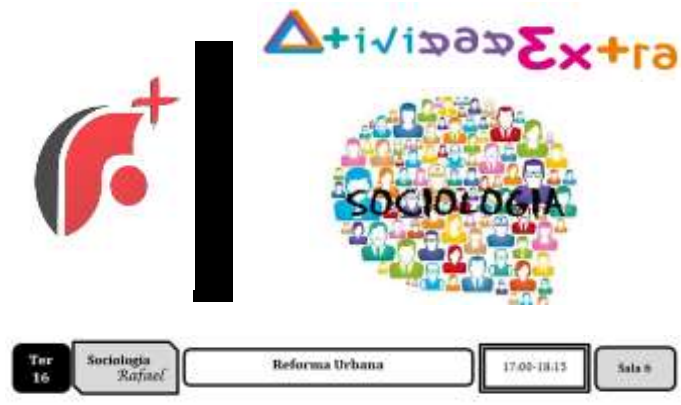 AtividadeExtra
SOCIOLOGIA
Ter
16
Sociologia
Rafael
Reforma Urbana
17:00-18:15
Sala 6